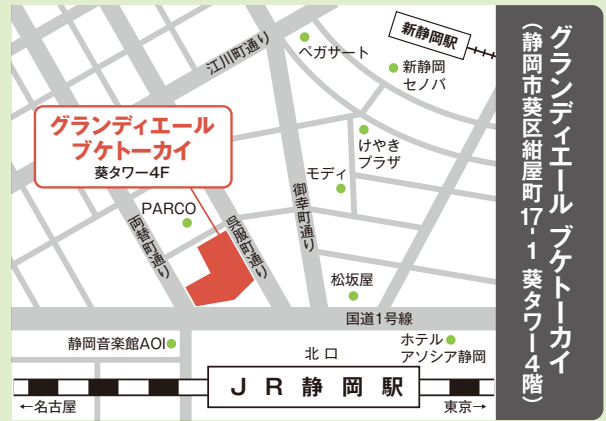 新静岡駅
ペガサート
江川町通り
新静岡
セノバ
グランディエール
ブケトーカイ
葵タワー4F
けやき
プラザ
モディ
PARCO
両替町通り
呉服町通り
御幸町通り
松坂屋
国道1号線
静岡音楽館AOI
北口
ホテル
アソシア静岡
JR静岡駅
←名古屋
東京→
グランディエール ブケトーカイ
(静岡市葵区紺屋町17-1 葵タワー4階)